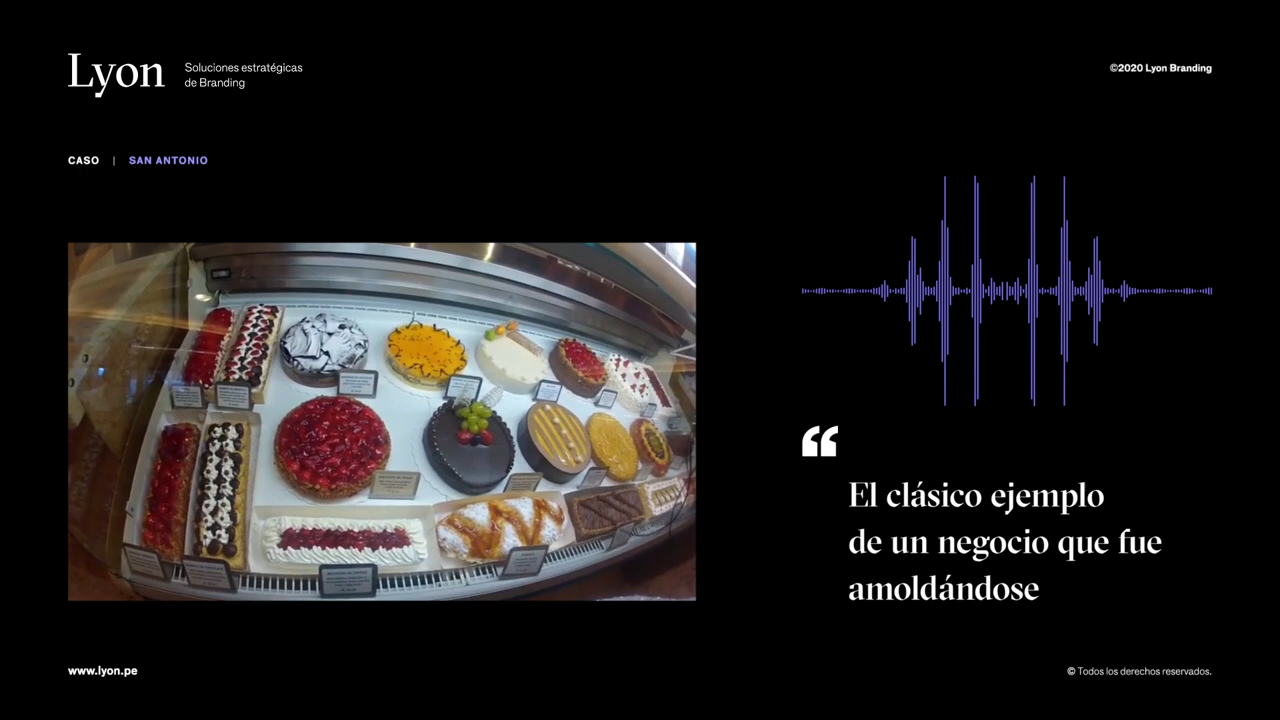 Lyon
Soluciones estratégicas
de Branding
©2020 Lyon Branding
CASO | SAN ANTONIO
“
El clásico ejemplo
de un negocio que fue
amoldándose
www.lyon.pe
© Todos los derechos reservados.